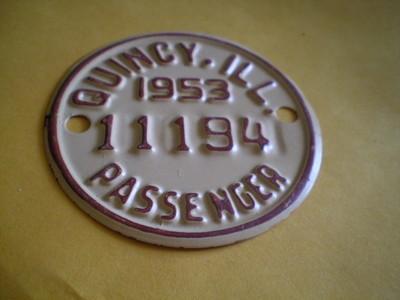 QUINCY, ILL.
1953
11194
PASSENGER